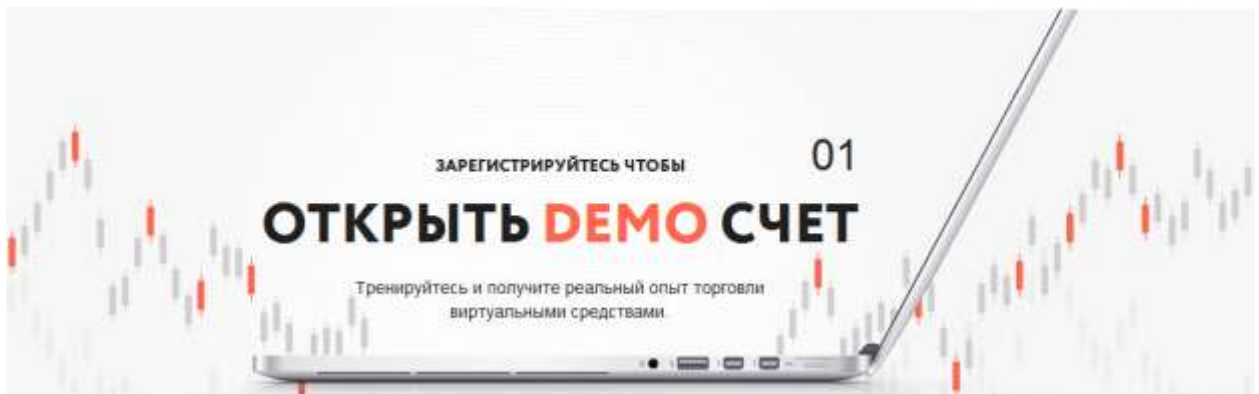 ЗАРЕГИСТРИРУЙТЕСЬ ЧТОБЫ
01
ОТКРЫТЬ DEMO СЧЕТ
Тренируйтесь и получите реальный опыт торговли
виртуальными средствами